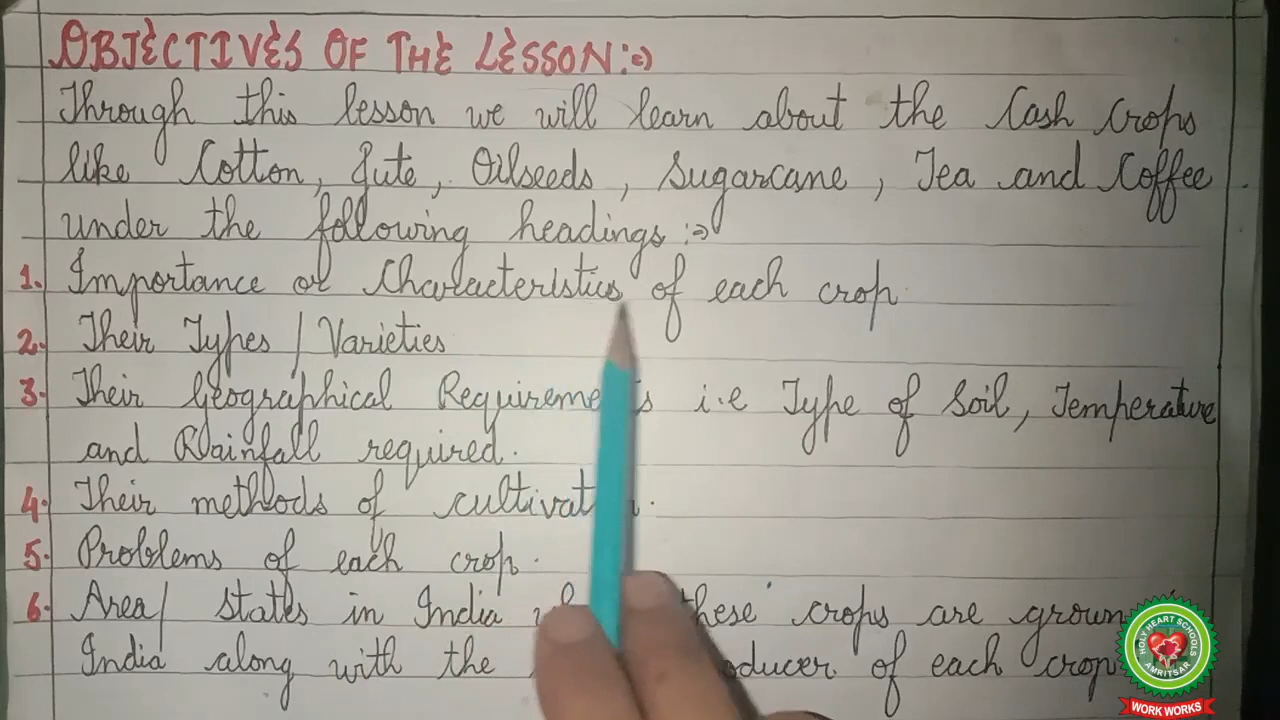 OBJECTIVES OF THE LESSON:⇒
Through this lesson we will learn about the Cash Crops
like Cotton, Jute, Oilseeds, Sugarcane, Tea and Coffee
under the following headings:⇒
1. Importance or Characteristics of each crop
2. Their Types / Varieties
3. Their Geographical Requirements i.e Type of Soil, Temperature
and Rainfall required.
4. Their methods of
5. Problems of each crop.
6. Area/ states in India these crops are grown
India along with the of each crop
HOLY HEART SCHOOLS
AMRITSAR
WORK WORKS